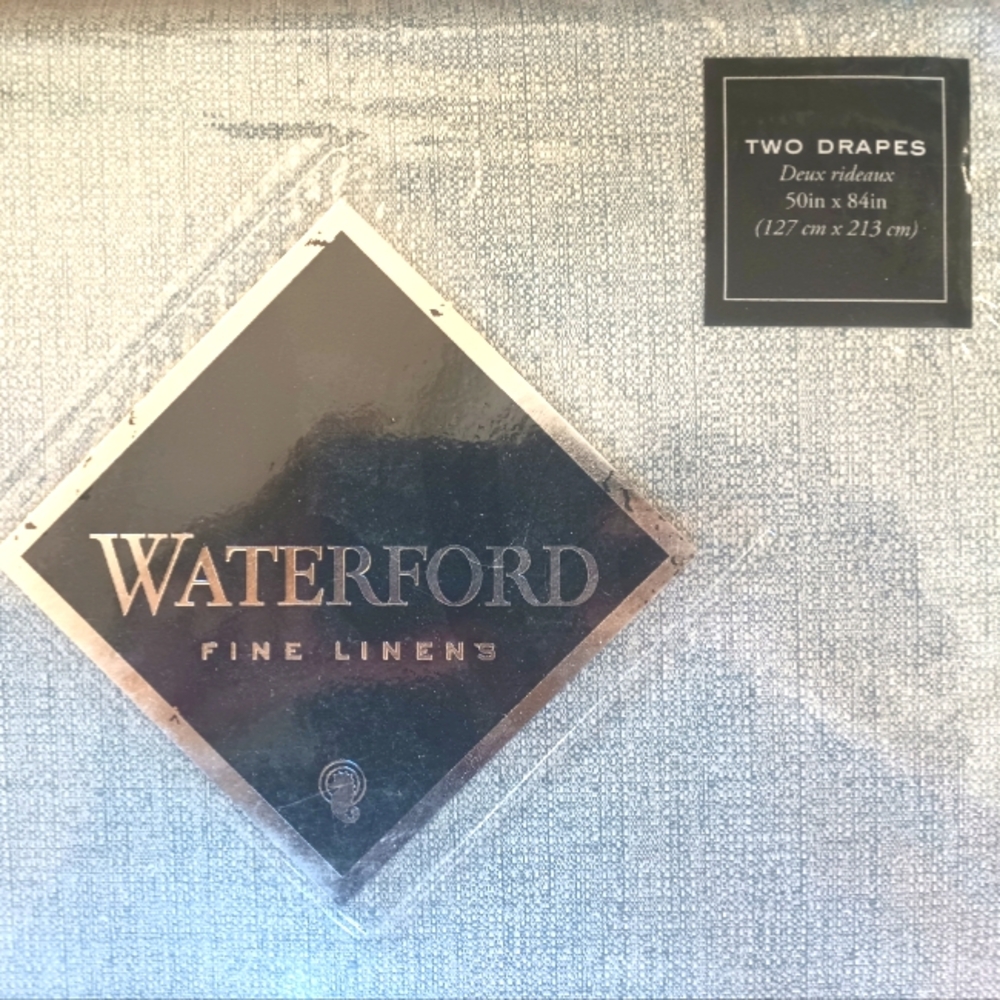 TWO DRAPES
Deux rideaux
50in x 84in
(127 cm x 213 cm)
WATERFORD
FINE LINENS